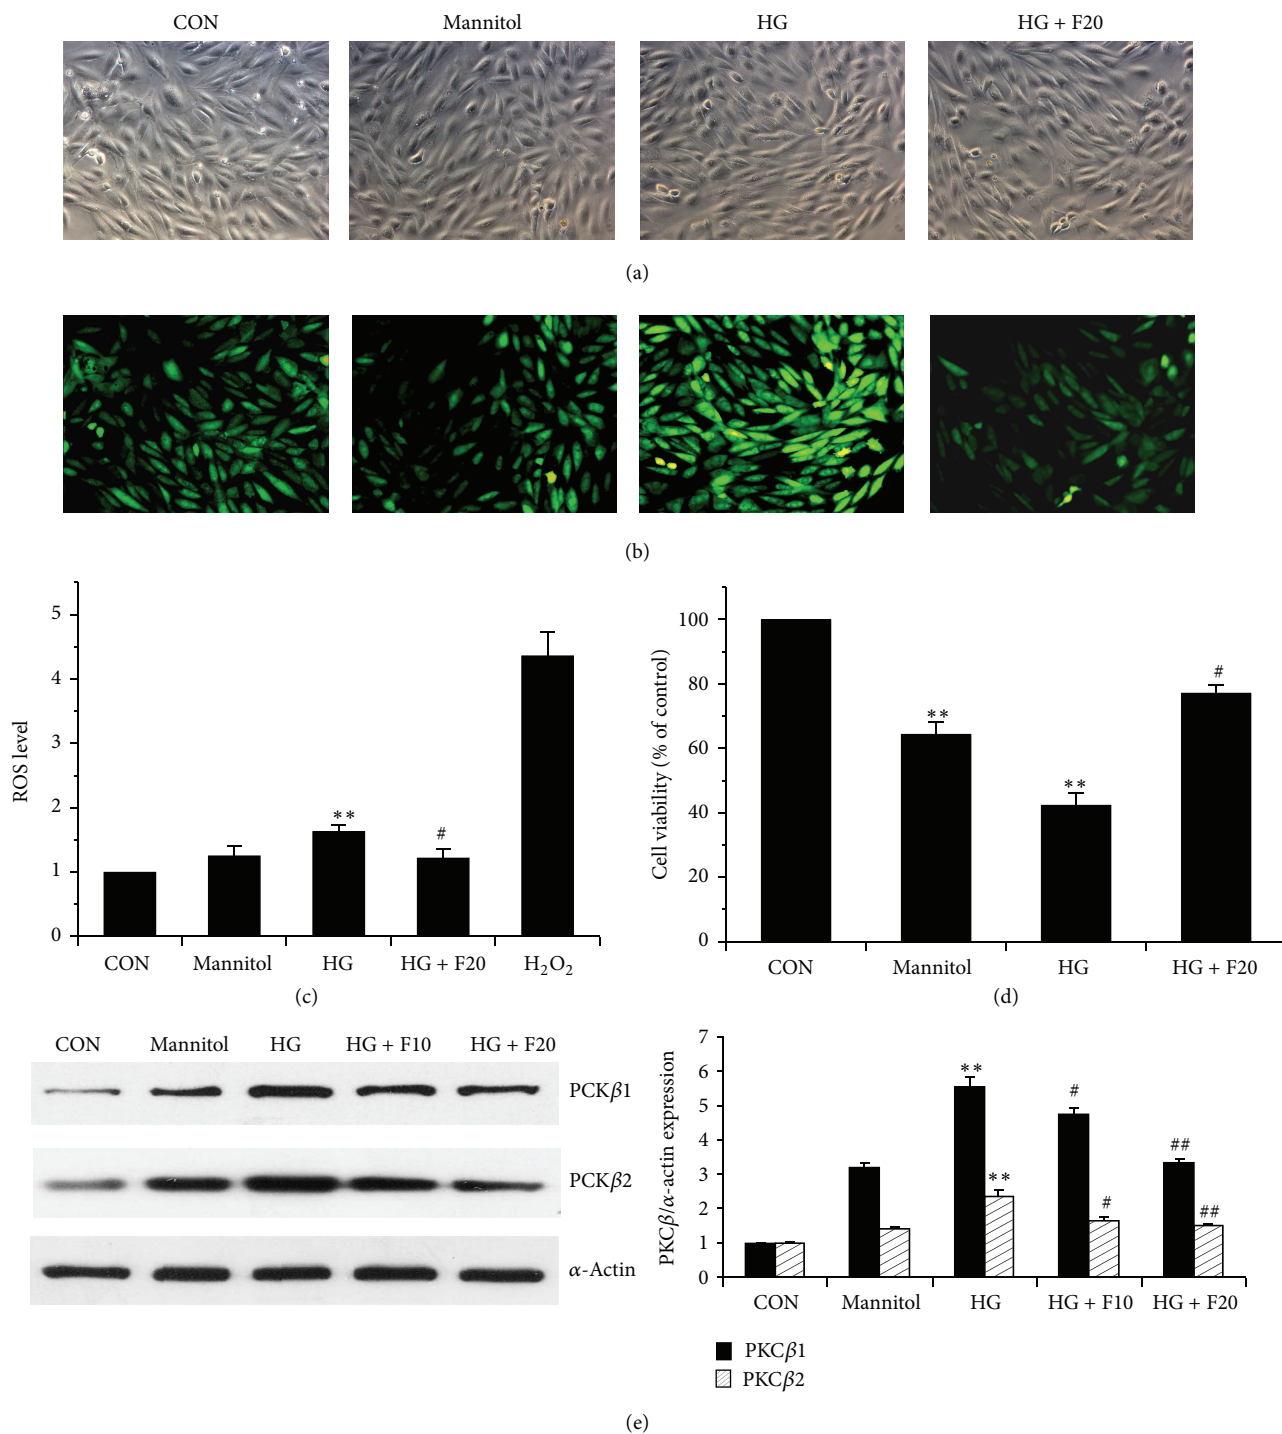 CON Mannitol HG HG + F20
(a)
(b)
ROS level
5
4
3
2
1
0
** #
CON Mannitol HG HG + F20 H₂O₂
(c)
Cell viability (% of control)
100
80
60
40
20
0
** ** #
CON Mannitol HG HG + F20
(d)
CON Mannitol HG HG + F10 HG + F20
PCKβ1
PCKβ2
α-Actin
PKCβ/α-actin expression
7
6
5
4
3
2
1
0
** ** # # ## ##
CON Mannitol HG HG + F10 HG + F20
PKCβ1
PKCβ2
(e)